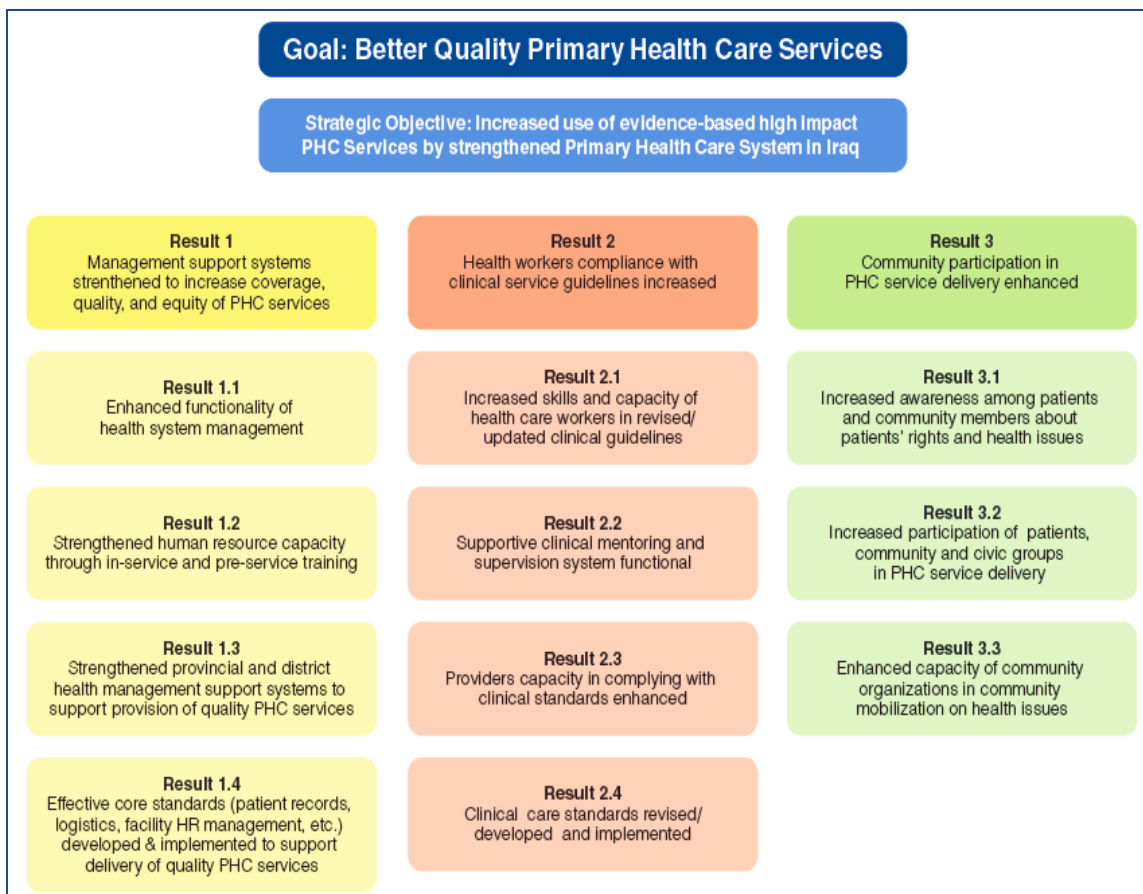 Goal: Better Quality Primary Health Care Services
Strategic Objective: Increased use of evidence-based high impact
PHC Services by strengthened Primary Health Care System in Iraq
Result 1
Management support systems
strenthened to increase coverage,
quality, and equity of PHC services
Result 2
Health workers compliance with
clinical service guidelines increased
Result 3
Community participation in
PHC service delivery enhanced
Result 1.1
Enhanced functionality of
health system management
Result 2.1
Increased skills and capacity of
health care workers in revised/
updated clinical guidelines
Result 3.1
Increased awareness among patients
and community members about
patients' rights and health issues
Result 1.2
Strengthened human resource capacity
through in-service and pre-service training
Result 2.2
Supportive clinical mentoring and
supervision system functional
Result 3.2
Increased participation of patients,
community and civic groups
in PHC service delivery
Result 1.3
Strengthened provincial and district
health management support systems to
support provision of quality PHC services
Result 2.3
Providers capacity in complying with
clinical standards enhanced
Result 3.3
Enhanced capacity of community
organizations in community
mobilization on health issues
Result 1.4
Effective core standards (patient records,
logistics, facility HR management, etc.)
developed & implemented to support
delivery of quality PHC services
Result 2.4
Clinical care standards revised/
developed and implemented